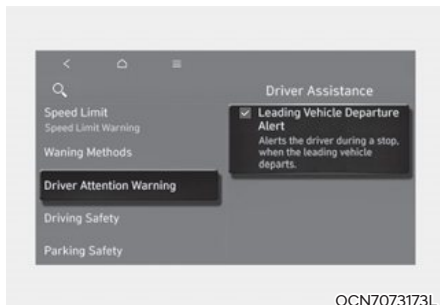 Driver Assistance
Speed Limit
Speed Limit Warning
Waning Methods
Driver Attention Warning
Driving Safety
Parking Safety
Leading Vehicle Departure
Alert
Alerts the driver during a stop,
when the leading vehicle
departs.
OCN7073173L